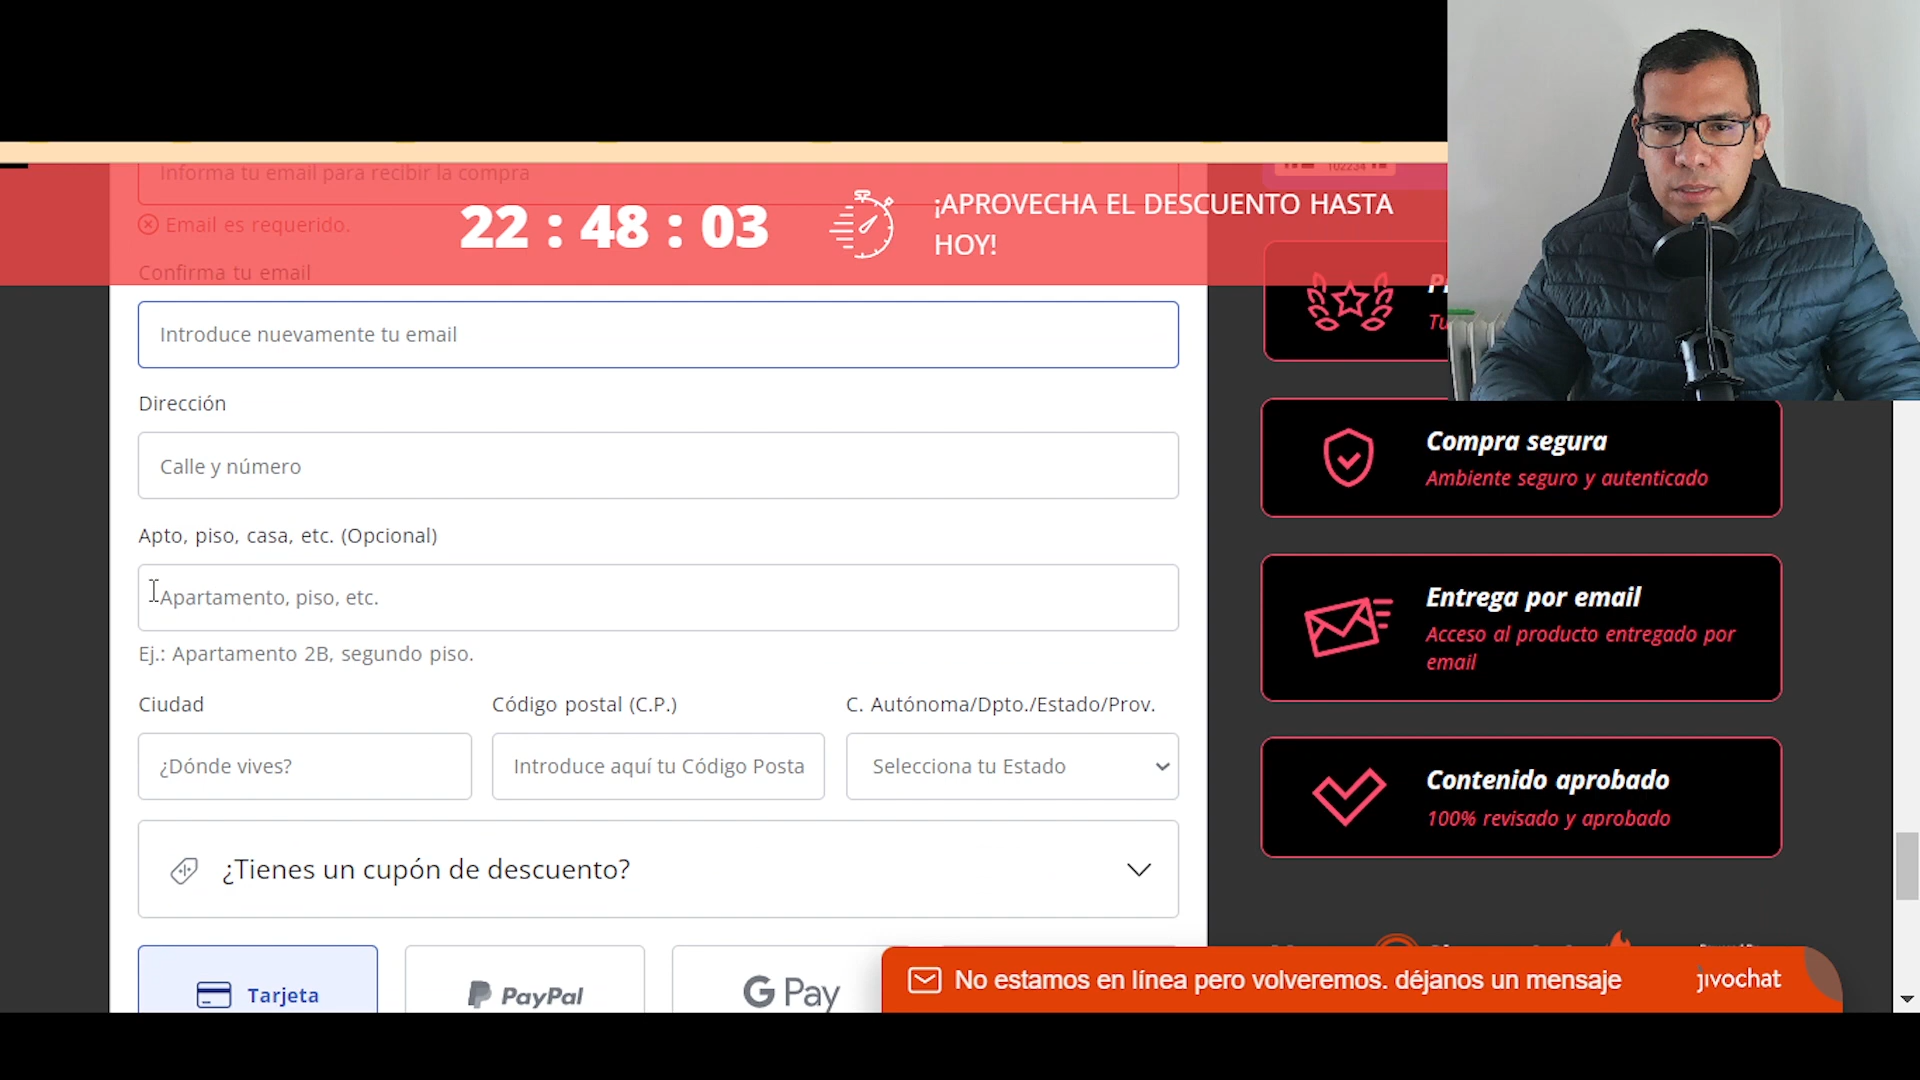 Informa tu email para recibir la compra
Email es requerido.
22 : 48 : 03
¡APROVECHA EL DESCUENTO HASTA
HOY!
Confirma tu email
Introduce nuevamente tu email
Dirección
Calle y número
Apto, piso, casa, etc. (Opcional)
Apartamento, piso, etc.
Ej.: Apartamento 2B, segundo piso.
Ciudad
Código postal (C.P.)
C. Autónoma/Dpto./Estado/Prov.
¿Dónde vives?
Introduce aquí tu Código Posta
Selecciona tu Estado
¿Tienes un cupón de descuento?
Tarjeta
PayPal
G Pay
Compra segura
Ambiente seguro y autenticado
Entrega por email
Acceso al producto entregado por
email
Contenido aprobado
100% revisado y aprobado
No estamos en línea pero volveremos. déjanos un mensaje
jivochat